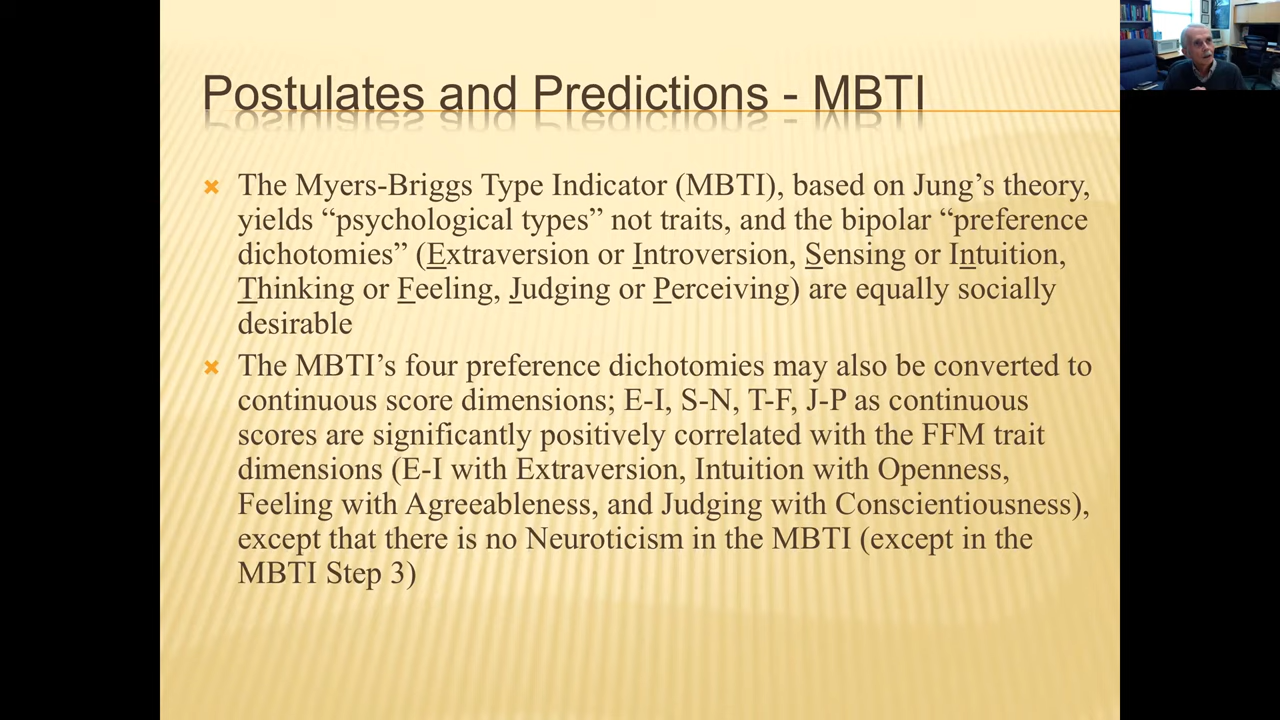 Postulates and Predictions - MBTI
The Myers-Briggs Type Indicator (MBTI), based on Jung’s theory,
yields “psychological types” not traits, and the bipolar “preference
dichotomies” (Extraversion or Introversion, Sensing or Intuition,
Thinking or Feeling, Judging or Perceiving) are equally socially
desirable
The MBTI’s four preference dichotomies may also be converted to
continuous score dimensions; E-I, S-N, T-F, J-P as continuous
scores are significantly positively correlated with the FFM trait
dimensions (E-I with Extraversion, Intuition with Openness,
Feeling with Agreeableness, and Judging with Conscientiousness),
except that there is no Neuroticism in the MBTI (except in the
MBTI Step 3)